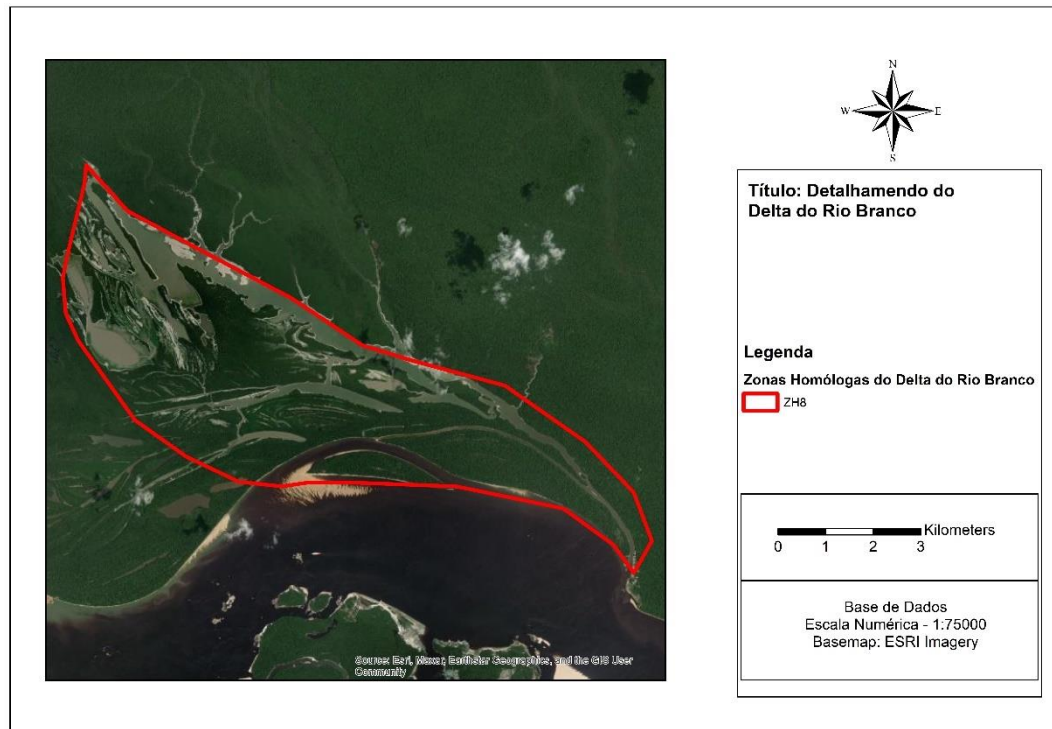 N
W
E
S
Título: Detalhamendo do
Delta do Rio Branco
Legenda
Zonas Homólogas do Delta do Rio Branco
ZH8
Kilometers
0 1 2 3
Base de Dados
Escala Numérica - 1:75000
Basemap: ESRI Imagery
Source: Esri, Maxar, Earthstar Geographics, and the GIS User
Community